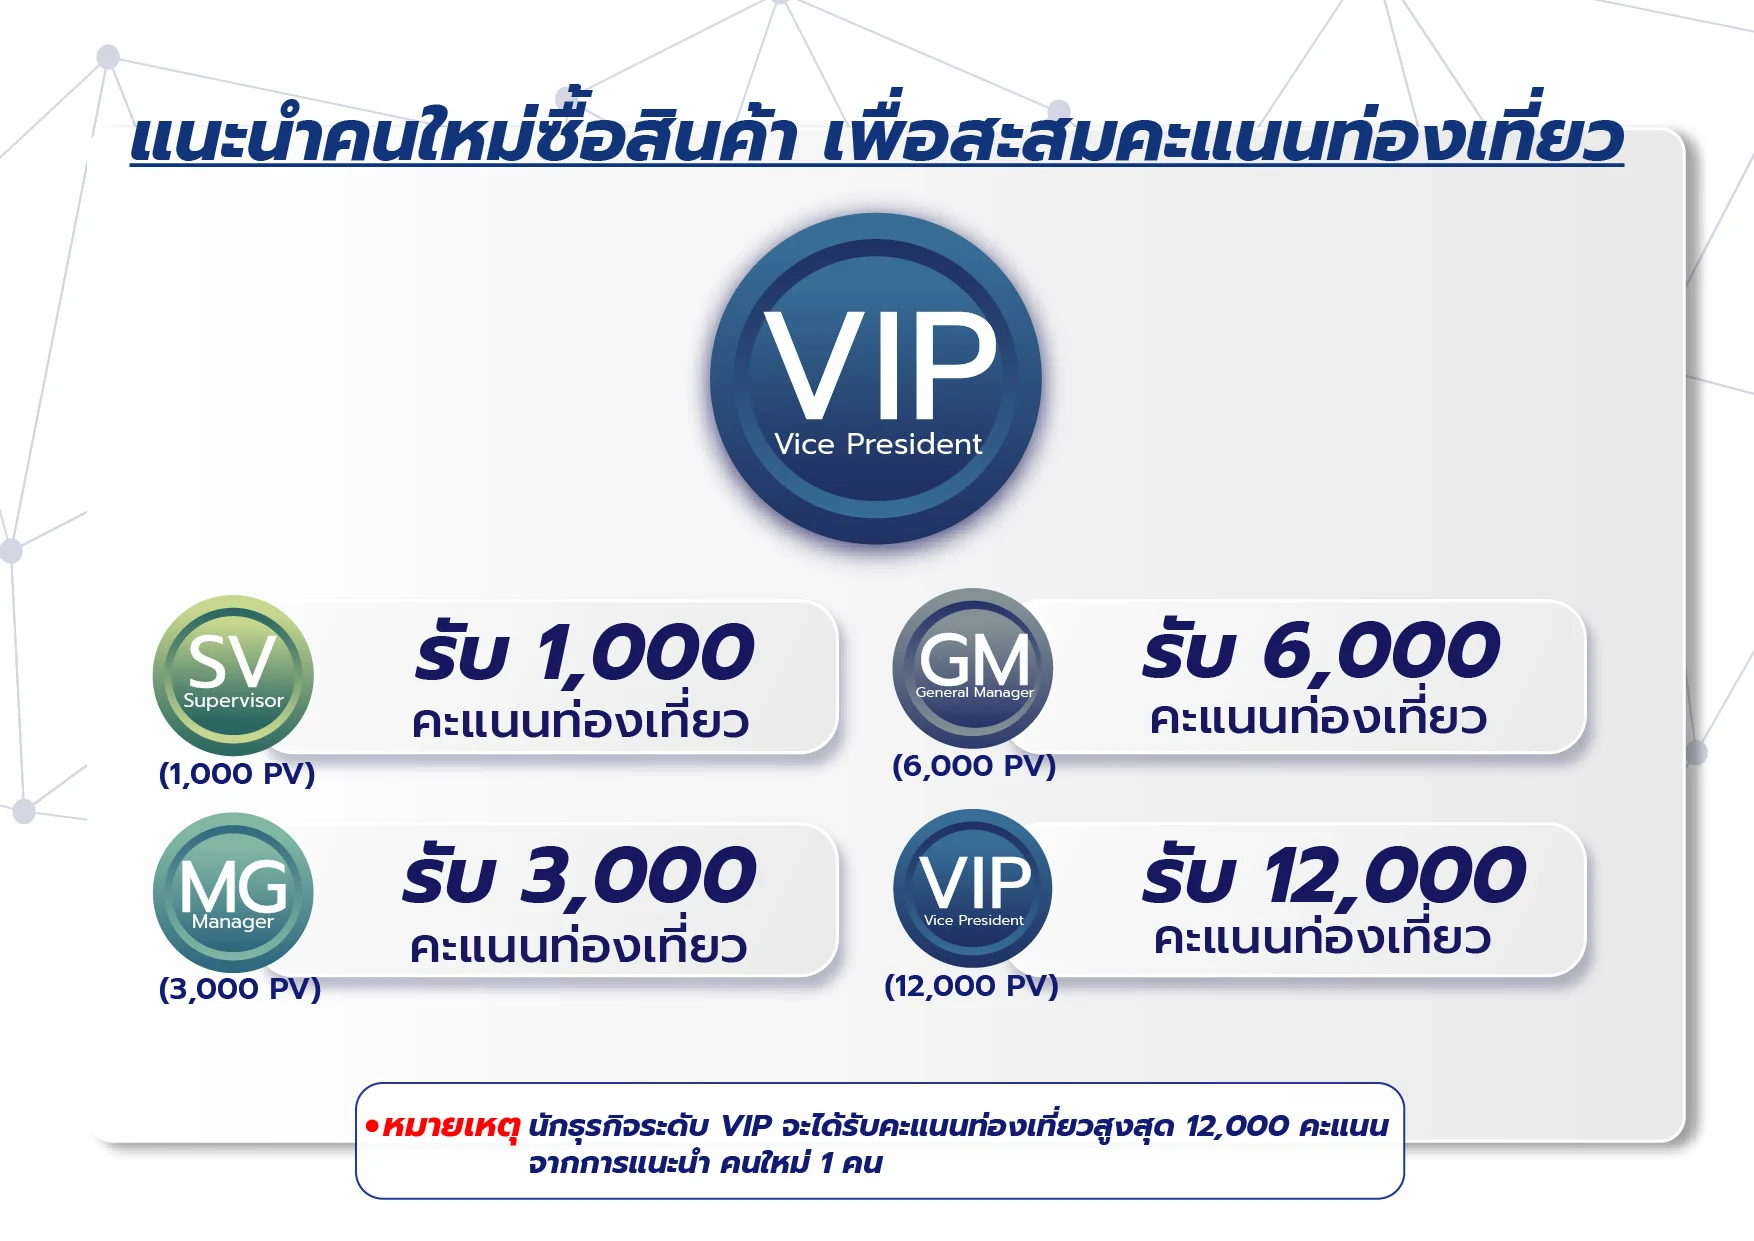 แนะนำคนใหม่ซื้อสินค้า เพื่อสะสมคะแนนท่องเที่ยว
VIP
Vice President
SV
Supervisor
(1,000 PV)
รับ 1,000
คะแนนท่องเที่ยว
GM
General Manager
(6,000 PV)
รับ 6,000
คะแนนท่องเที่ยว
MG
Manager
(3,000 PV)
รับ 3,000
คะแนนท่องเที่ยว
VIP
Vice President
(12,000 PV)
รับ 12,000
คะแนนท่องเที่ยว
•หมายเหตุ นักธุรกิจระดับ VIP จะได้รับคะแนนท่องเที่ยวสูงสุด 12,000 คะแนน
จากการแนะนำ คนใหม่ 1 คน